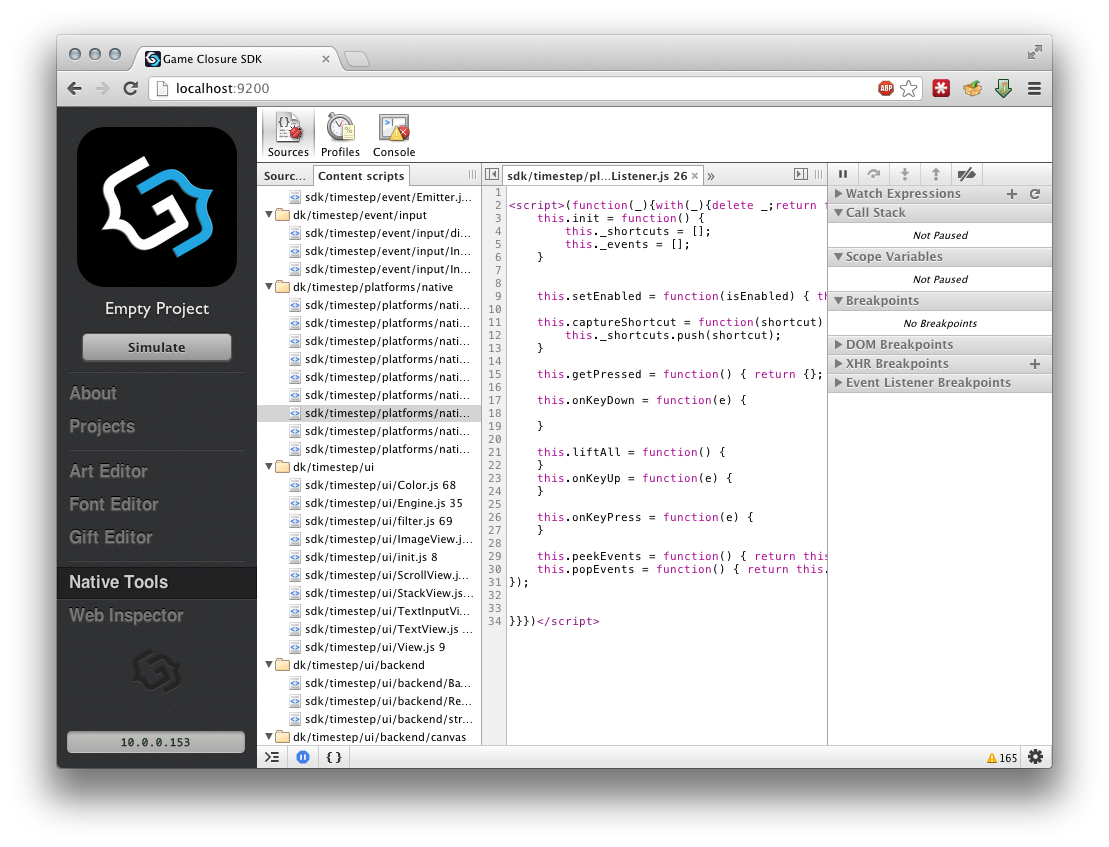 Game Closure SDK
localhost:9200
ABP
Empty Project
Simulate
About
Projects
Art Editor
Font Editor
Gift Editor
Native Tools
Web Inspector
10.0.0.153
Sources
Profiles
Console
Sourc...
Content scripts
sdk/timestep/event/Emitter.j...
dk/timestep/event/input
sdk/timestep/event/input/di...
sdk/timestep/event/input/In...
sdk/timestep/event/input/In...
dk/timestep/platforms/native
sdk/timestep/platforms/nati...
sdk/timestep/platforms/nati...
sdk/timestep/platforms/nati...
sdk/timestep/platforms/nati...
sdk/timestep/platforms/nati...
sdk/timestep/platforms/nati...
sdk/timestep/platforms/nati...
sdk/timestep/platforms/nati...
sdk/timestep/platforms/nati...
dk/timestep/ui
sdk/timestep/ui/Color.js 68
sdk/timestep/ui/Engine.js 35
sdk/timestep/ui/filter.js 69
sdk/timestep/ui/ImageView.j...
sdk/timestep/ui/init.js 8
sdk/timestep/ui/ScrollView.j...
sdk/timestep/ui/StackView.js...
sdk/timestep/ui/TextInputVi...
sdk/timestep/ui/TextView.js ...
sdk/timestep/ui/View.js 9
dk/timestep/ui/backend
sdk/timestep/ui/backend/Ba...
sdk/timestep/ui/backend/Re...
sdk/timestep/ui/backend/str...
dk/timestep/ui/backend/canvas
sdk/timestep/pl...Listener.js 26 × »
1
2 <script>(function(_){with(_){delete _;return
3 this.init = function() {
4 this._shortcuts = [];
5 this._events = [];
6 }
7
8
9 this.setEnabled = function(isEnabled) { th
10
11 this.captureShortcut = function(shortcut)
12 this._shortcuts.push(shortcut);
13 }
14
15 this.getPressed = function() { return {};
16
17 this.onKeyDown = function(e) {
18
19 }
20
21 this.liftAll = function() {
22 }
23 this.onKeyUp = function(e) {
24 }
25
26 this.onKeyPress = function(e) {
27 }
28
29 this.peekEvents = function() { return this
30 this.popEvents = function() { return this.
31 });
32
33
34 }}})</script>
Watch Expressions
Call Stack
Not Paused
Scope Variables
Not Paused
Breakpoints
No Breakpoints
DOM Breakpoints
XHR Breakpoints
Event Listener Breakpoints
{ }
165